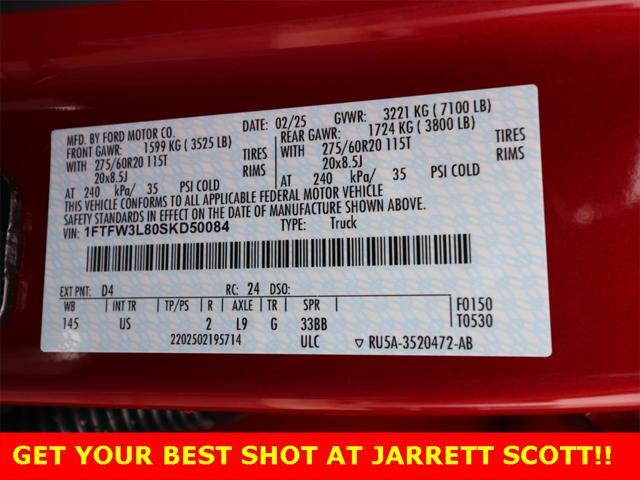 MFD. BY FORD MOTOR CO. 02/25 GVWR: 3221 KG ( 7100 LB)
FRONT GAWR: 1599 KG ( 3525 LB) REAR GAWR: 1724 KG ( 3800 LB)
WITH 275/60R20 115T TIRES WITH 275/60R20 115T TIRES
20x8.5J RIMS 20x8.5J RIMS
AT 240 kPa/ 35 PSI COLD AT 240 kPa/ 35 PSI COLD
THIS VEHICLE CONFORMS TO ALL APPLICABLE FEDERAL MOTOR VEHICLE
SAFETY STANDARDS IN EFFECT ON THE DATE OF MANUFACTURE SHOWN ABOVE.
VIN: 1FTFW3L80SKD50084 TYPE: Truck
EXT PNT: D4 RC: 24 DSO:
WB INT TR TP/PS R AXLE TR SPR F0150
145 US 2 L9 G 33BB T0530
2202502195714 ULC ▽ RU5A-3520472-AB
GET YOUR BEST SHOT AT JARRETT SCOTT!!